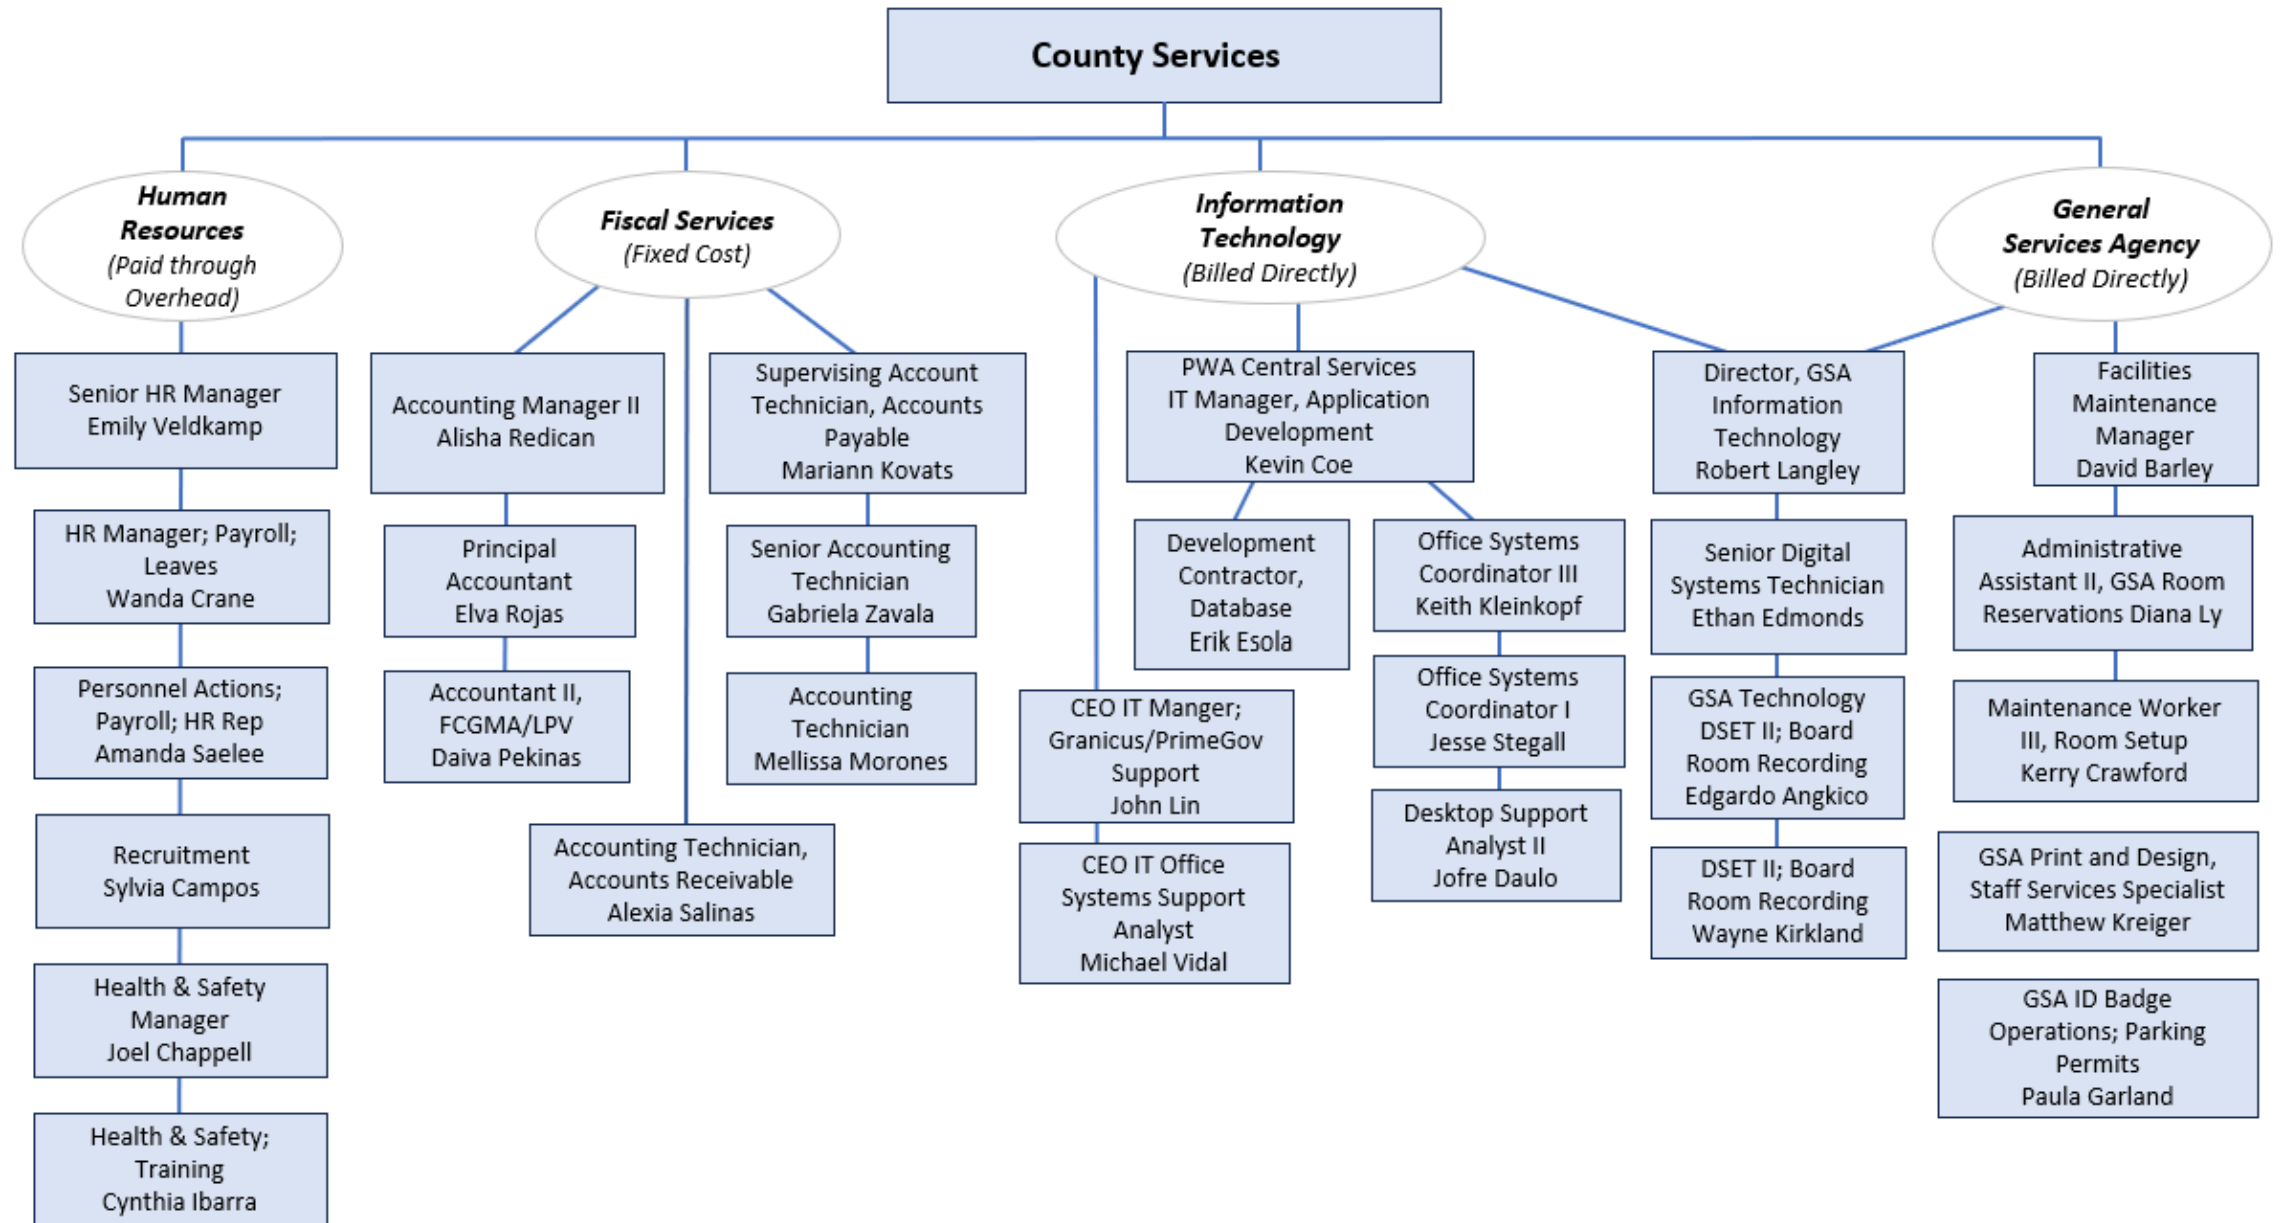 County Services
Human
Resources
(Paid through
Overhead)
Fiscal Services
(Fixed Cost)
Information
Technology
(Billed Directly)
General
Services Agency
(Billed Directly)
Senior HR Manager
Emily Veldkamp
HR Manager; Payroll;
Leaves
Wanda Crane
Personnel Actions;
Payroll; HR Rep
Amanda Saelee
Recruitment
Sylvia Campos
Health & Safety
Manager
Joel Chappell
Health & Safety;
Training
Cynthia Ibarra
Accounting Manager II
Alisha Redican
Principal
Accountant
Elva Rojas
Accountant II,
FCGMA/LPV
Daiva Pekinas
Supervising Account
Technician, Accounts
Payable
Mariann Kovats
Senior Accounting
Technician
Gabriela Zavala
Accounting
Technician
Mellissa Morones
Accounting Technician,
Accounts Receivable
Alexia Salinas
PWA Central Services
IT Manager, Application
Development
Kevin Coe
Development
Contractor,
Database
Erik Esola
Office Systems
Coordinator III
Keith Kleinkopf
Office Systems
Coordinator I
Jesse Stegall
Desktop Support
Analyst II
Jofre Daulo
CEO IT Manger;
Granicus/PrimeGov
Support
John Lin
CEO IT Office
Systems Support
Analyst
Michael Vidal
Director, GSA
Information
Technology
Robert Langley
Senior Digital
Systems Technician
Ethan Edmonds
GSA Technology
DSET II; Board
Room Recording
Edgardo Angkico
DSET II; Board
Room Recording
Wayne Kirkland
Facilities
Maintenance
Manager
David Barley
Administrative
Assistant II, GSA Room
Reservations Diana Ly
Maintenance Worker
III, Room Setup
Kerry Crawford
GSA Print and Design,
Staff Services Specialist
Matthew Kreiger
GSA ID Badge
Operations; Parking
Permits
Paula Garland